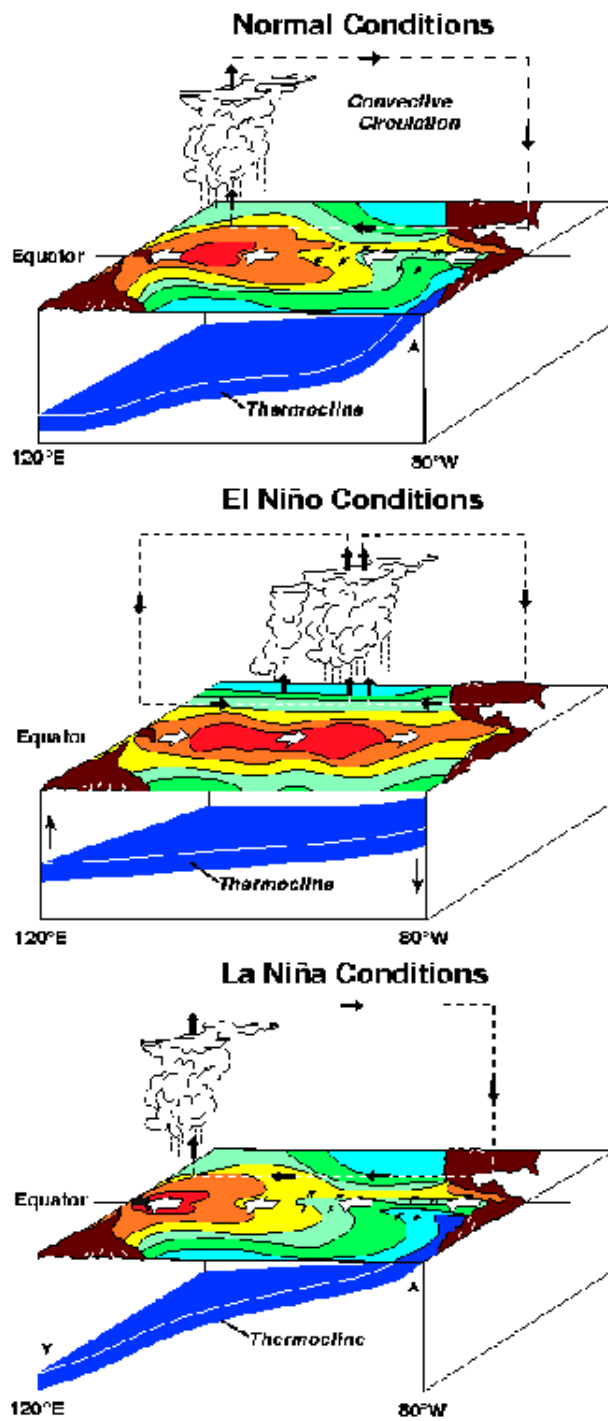 Normal Conditions
Convective
Circulation
Equator
Thermocline
120°E
80°W
El Niño Conditions
Equator
Thermocline
120°E
80°W
La Niña Conditions
Equator
Thermocline
120°E
80°W